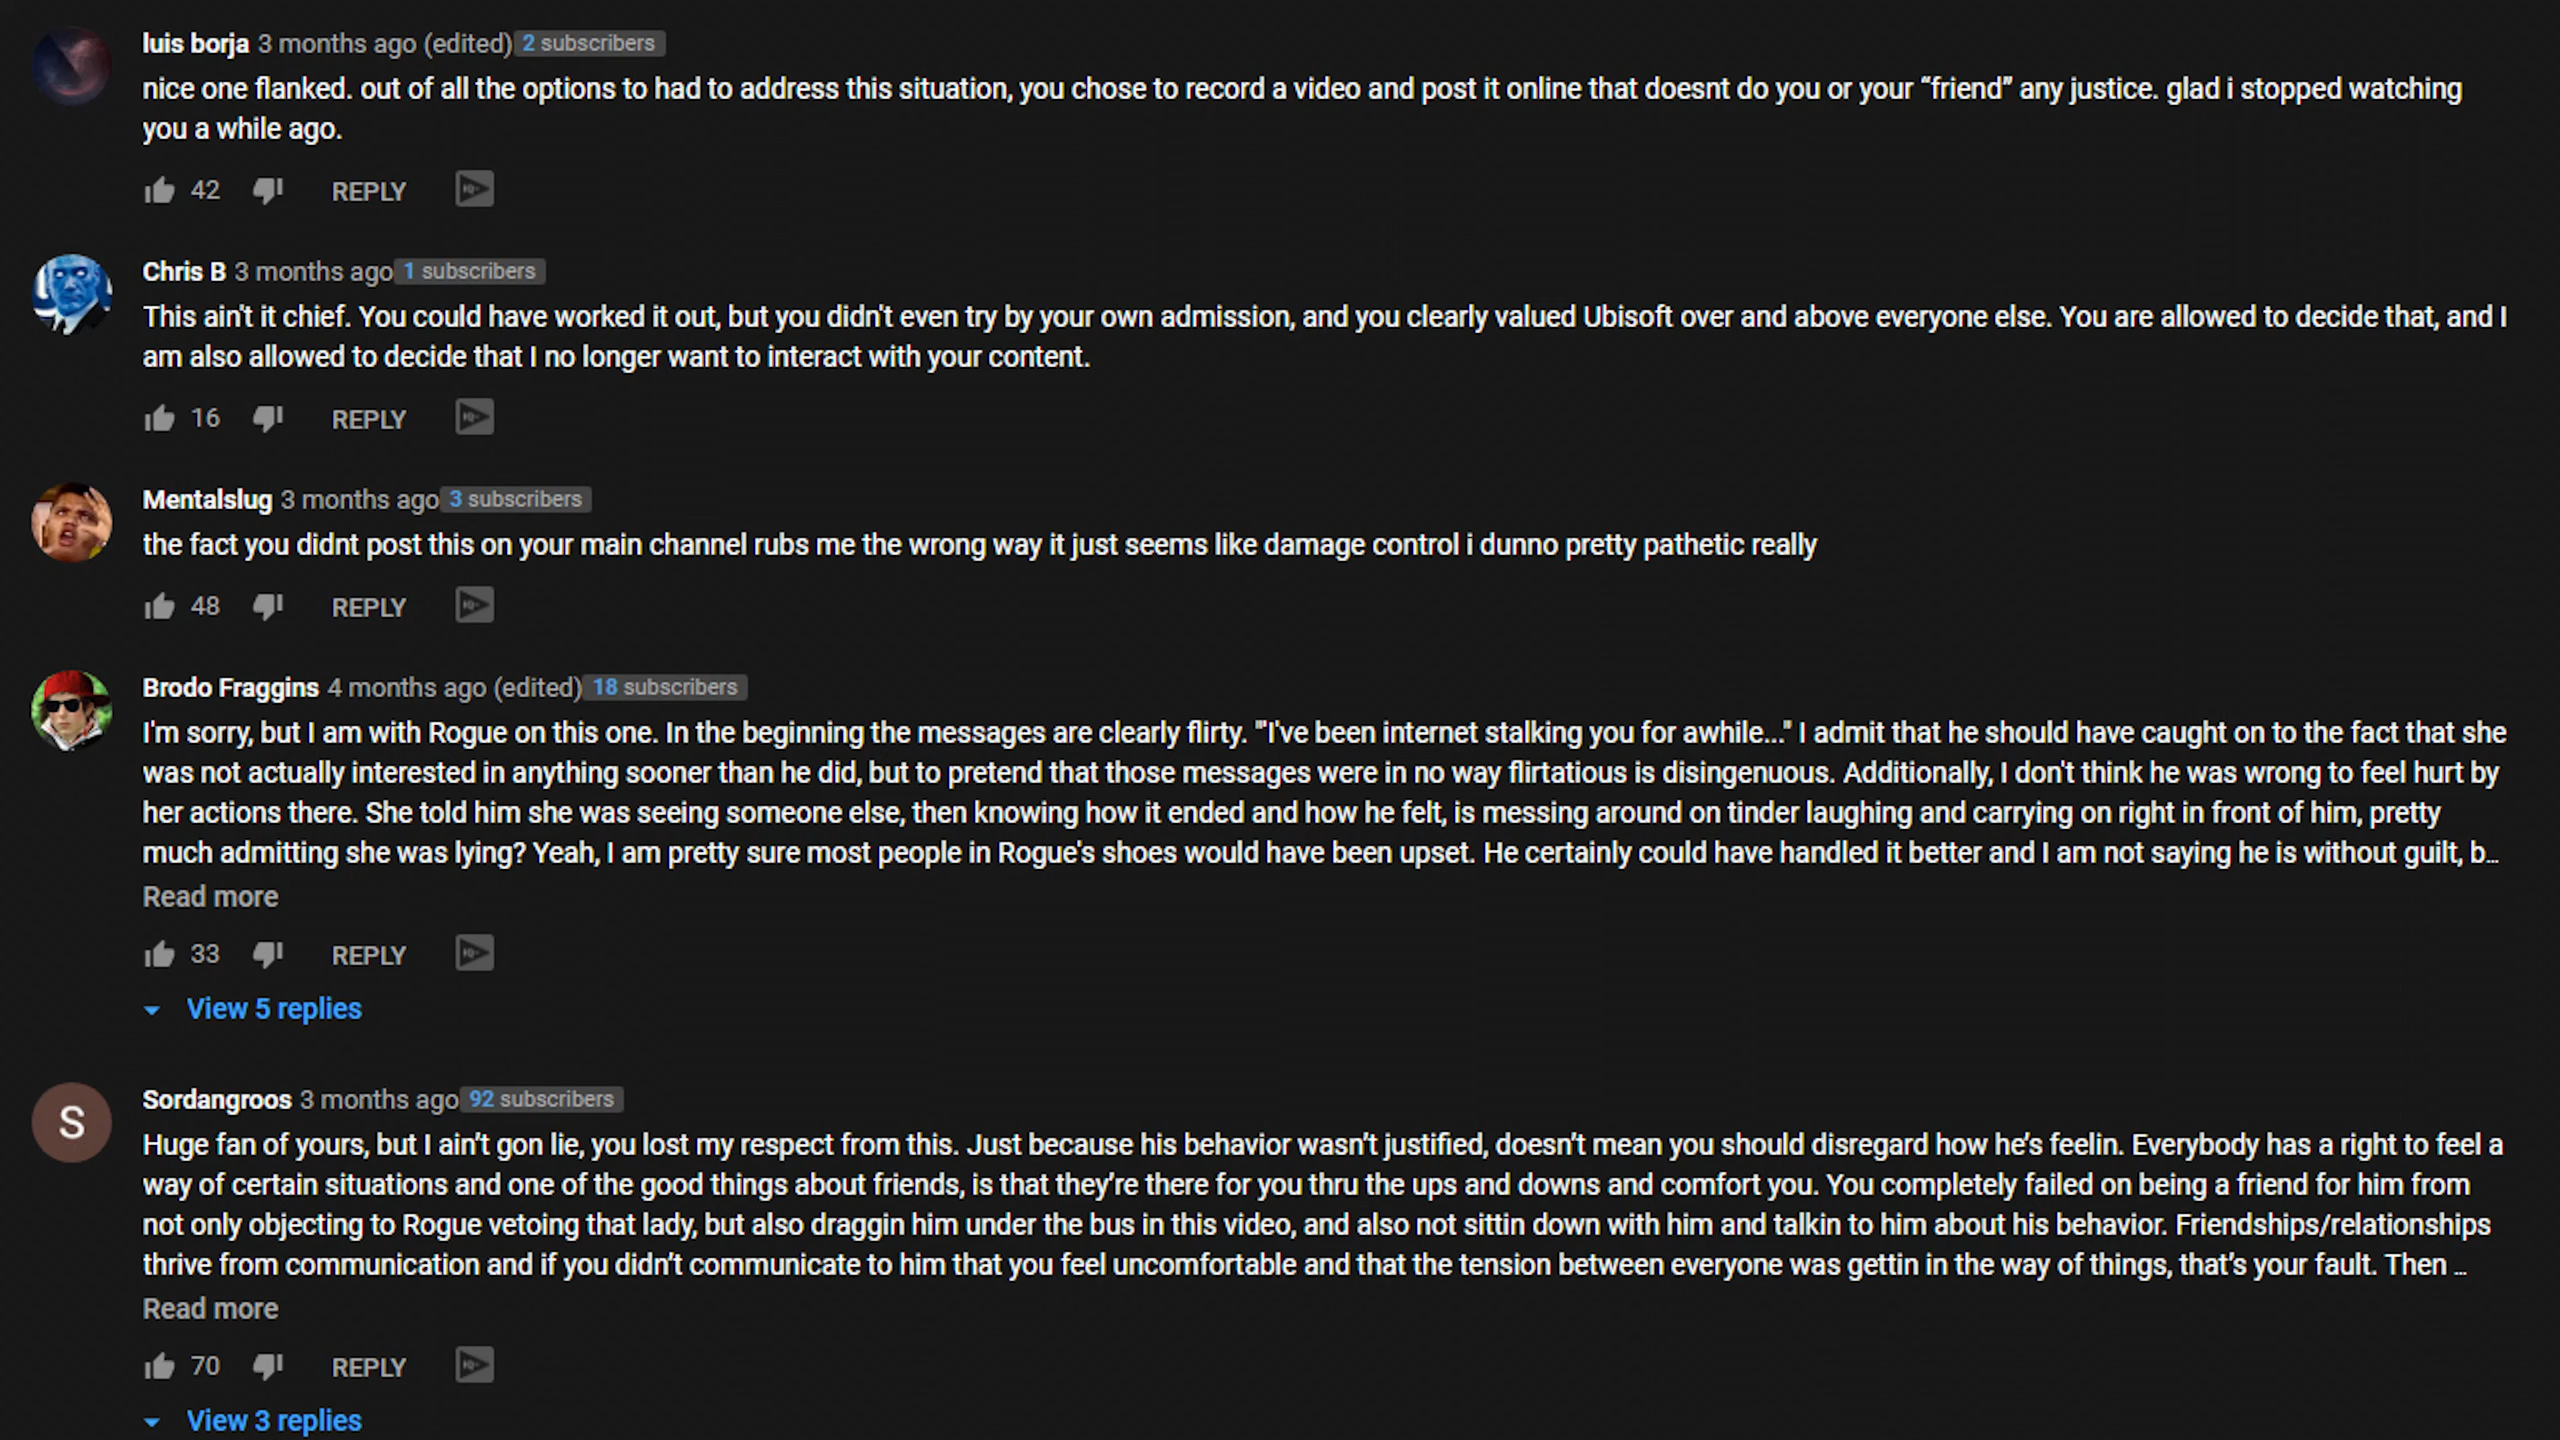 luis borja 3 months ago (edited) 2 subscribers
nice one flanked. out of all the options to had to address this situation, you chose to record a video and post it online that doesnt do you or your “friend” any justice. glad i stopped watching
you a while ago.
42 REPLY
Chris B 3 months ago 1 subscribers
This ain't it chief. You could have worked it out, but you didn't even try by your own admission, and you clearly valued Ubisoft over and above everyone else. You are allowed to decide that, and I
am also allowed to decide that I no longer want to interact with your content.
16 REPLY
Mentalslug 3 months ago 3 subscribers
the fact you didnt post this on your main channel rubs me the wrong way it just seems like damage control i dunno pretty pathetic really
48 REPLY
Brodo Fraggins 4 months ago (edited) 18 subscribers
I'm sorry, but I am with Rogue on this one. In the beginning the messages are clearly flirty. "'I've been internet stalking you for awhile..." I admit that he should have caught on to the fact that she
was not actually interested in anything sooner than he did, but to pretend that those messages were in no way flirtatious is disingenuous. Additionally, I don't think he was wrong to feel hurt by
her actions there. She told him she was seeing someone else, then knowing how it ended and how he felt, is messing around on tinder laughing and carrying on right in front of him, pretty
much admitting she was lying? Yeah, I am pretty sure most people in Rogue's shoes would have been upset. He certainly could have handled it better and I am not saying he is without guilt, b...
Read more
33 REPLY
View 5 replies
S
Sordangroos 3 months ago 92 subscribers
Huge fan of yours, but I ain’t gon lie, you lost my respect from this. Just because his behavior wasn’t justified, doesn’t mean you should disregard how he’s feelin. Everybody has a right to feel a
way of certain situations and one of the good things about friends, is that they’re there for you thru the ups and downs and comfort you. You completely failed on being a friend for him from
not only objecting to Rogue vetoing that lady, but also draggin him under the bus in this video, and also not sittin down with him and talkin to him about his behavior. Friendships/relationships
thrive from communication and if you didn’t communicate to him that you feel uncomfortable and that the tension between everyone was gettin in the way of things, that’s your fault. Then ...
Read more
70 REPLY
View 3 replies